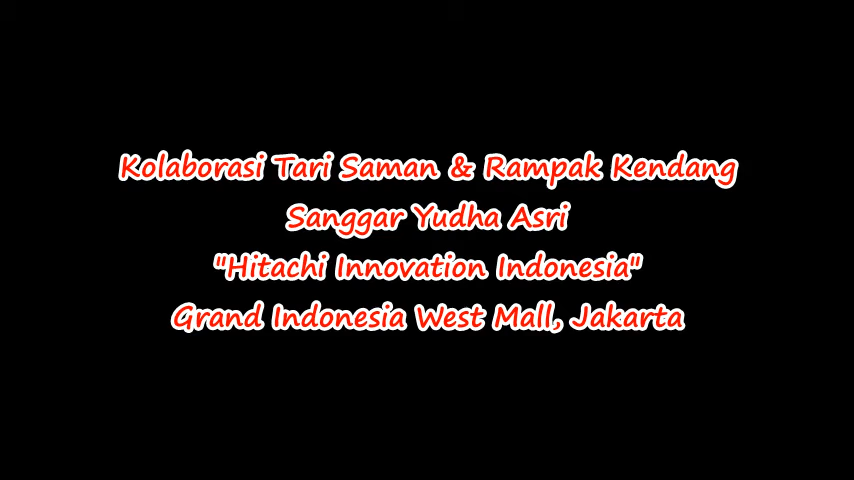 Kolaborasi Tari Saman & Rampak Kendang
Sanggar Yudha Asri
"Hitachi Innovation Indonesia"
Grand Indonesia West Mall, Jakarta